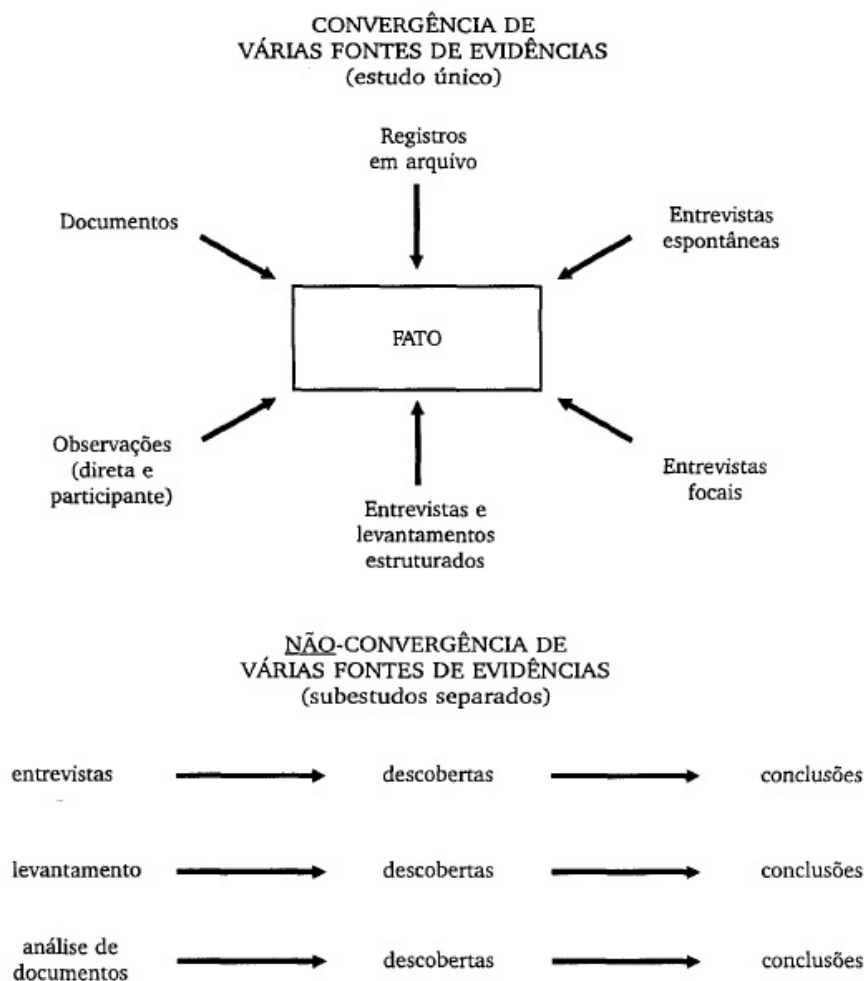 CONVERGÊNCIA DE
VÁRIAS FONTES DE EVIDÊNCIAS
(estudo único)
Registros
em arquivo
Documentos
Entrevistas
espontâneas
FATO
Observações
(direta e
participante)
Entrevistas e
levantamentos
estruturados
Entrevistas
focais
NÃO-CONVERGÊNCIA DE
VÁRIAS FONTES DE EVIDÊNCIAS
(subestudos separados)
entrevistas descobertas conclusões
levantamento descobertas conclusões
análise de
documentos descobertas conclusões